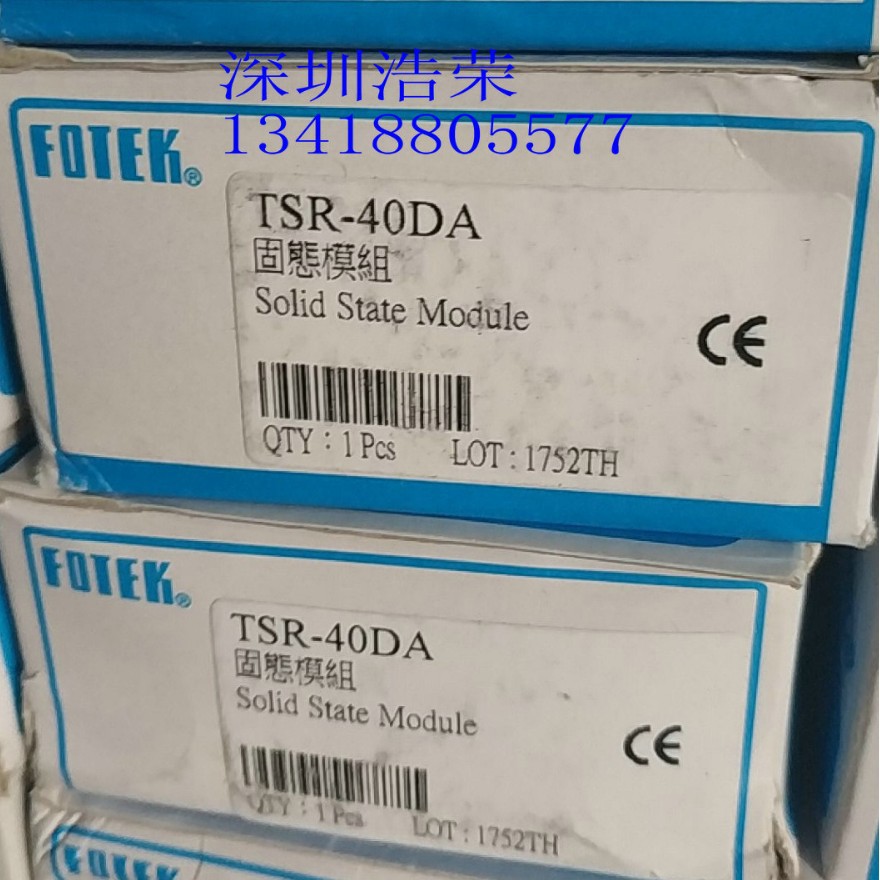 深圳浩荣
13418805577
FOTEK®
TSR-40DA
固態模組
Solid State Module
CE
QTY : 1 Pcs LOT : 1752TH
FOTEK®
TSR-40DA
固態模組
Solid State Module
CE
QTY : 1 Pcs LOT : 1752TH
FOTEK